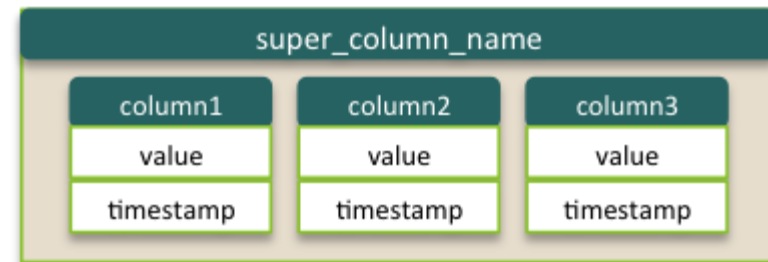 super_column_name
column1 column2 column3
value value value
timestamp timestamp timestamp